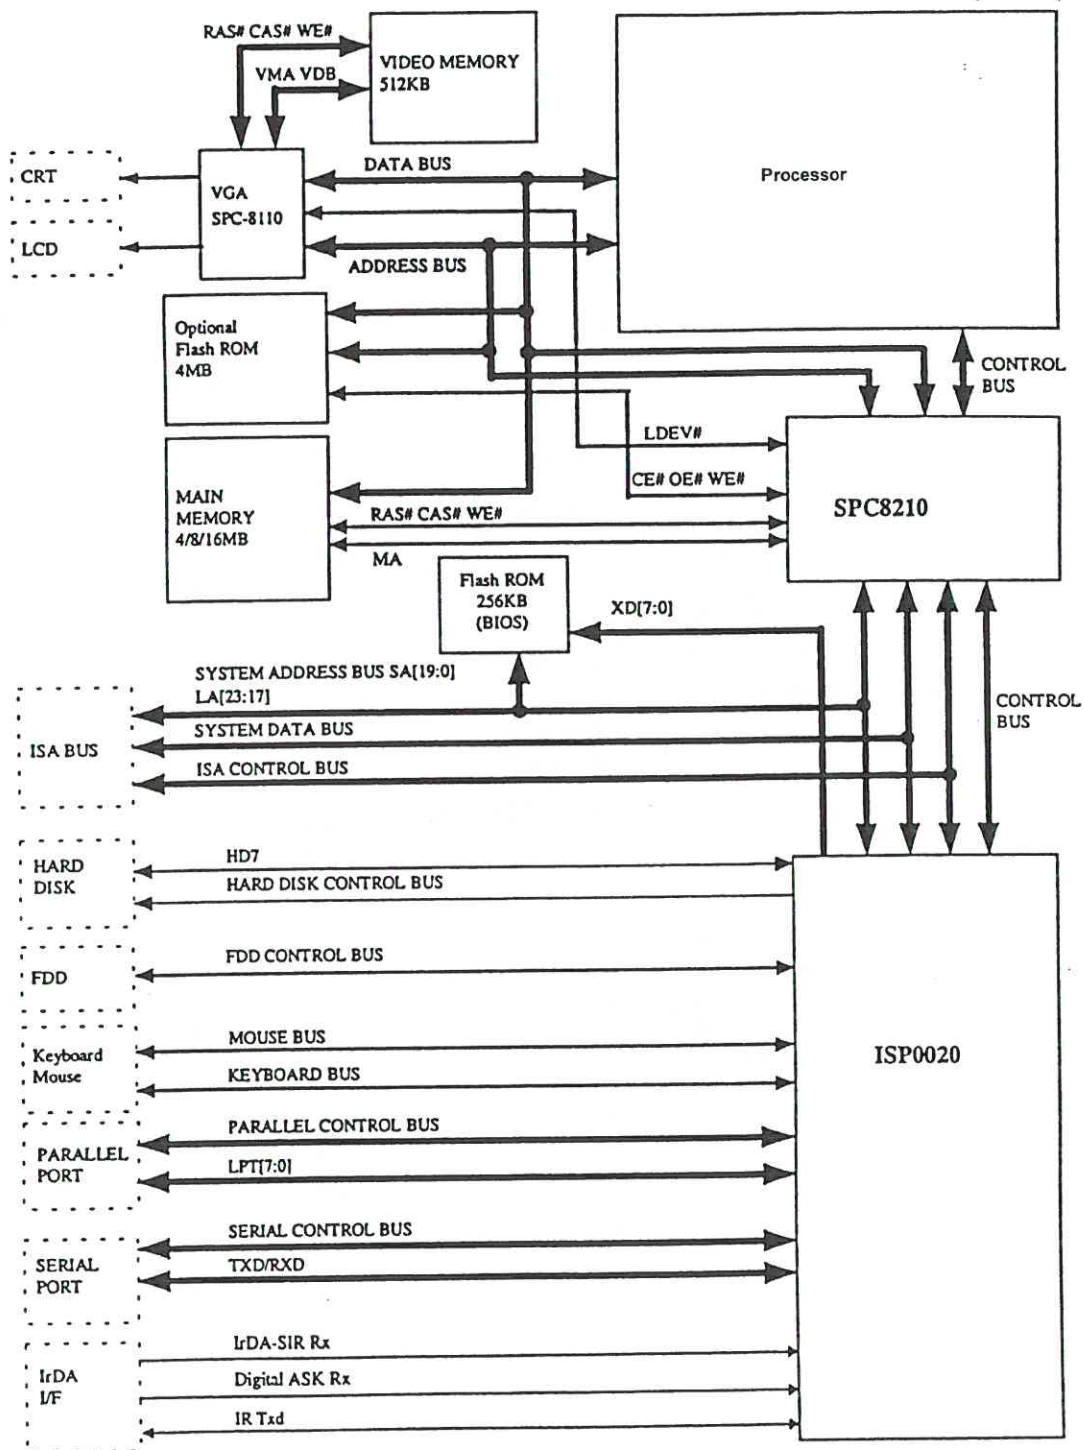 RAS# CAS# WE#
VIDEO MEMORY
512KB
VMA VDB
CRT
LCD
VGA
SPC-8110
DATA BUS
ADDRESS BUS
Processor
Optional
Flash ROM
4MB
CONTROL
BUS
MAIN
MEMORY
4/8/16MB
LDEV#
CE# OE# WE#
RAS# CAS# WE#
MA
SPC8210
Flash ROM
256KB
(BIOS)
XD[7:0]
SYSTEM ADDRESS BUS SA[19:0]
LA[23:17]
SYSTEM DATA BUS
ISA CONTROL BUS
ISA BUS
CONTROL
BUS
HARD
DISK
HD7
HARD DISK CONTROL BUS
FDD
FDD CONTROL BUS
Keyboard
Mouse
MOUSE BUS
KEYBOARD BUS
ISP0020
PARALLEL
PORT
PARALLEL CONTROL BUS
LPT[7:0]
SERIAL
PORT
SERIAL CONTROL BUS
TXD/RXD
IrDA
I/F
IrDA-SIR Rx
Digital ASK Rx
IR Txd